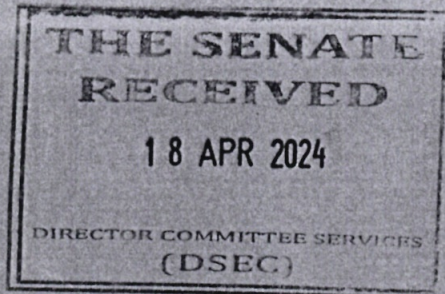 THE SENATE
RECEIVED
18 APR 2024
DIRECTOR COMMITTEE SERVICES
(DSEC)